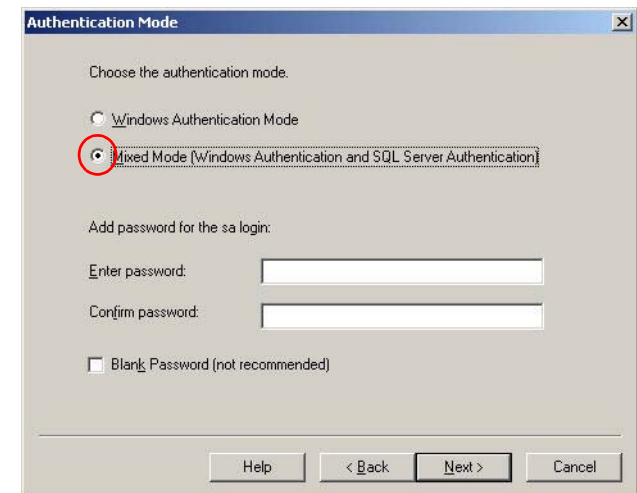 Authentication Mode
Choose the authentication mode.
Windows Authentication Mode
Mixed Mode (Windows Authentication and SQL Server Authentication)
Add password for the sa login:
Enter password:
Confirm password:
Blank Password (not recommended)
Help < Back Next > Cancel